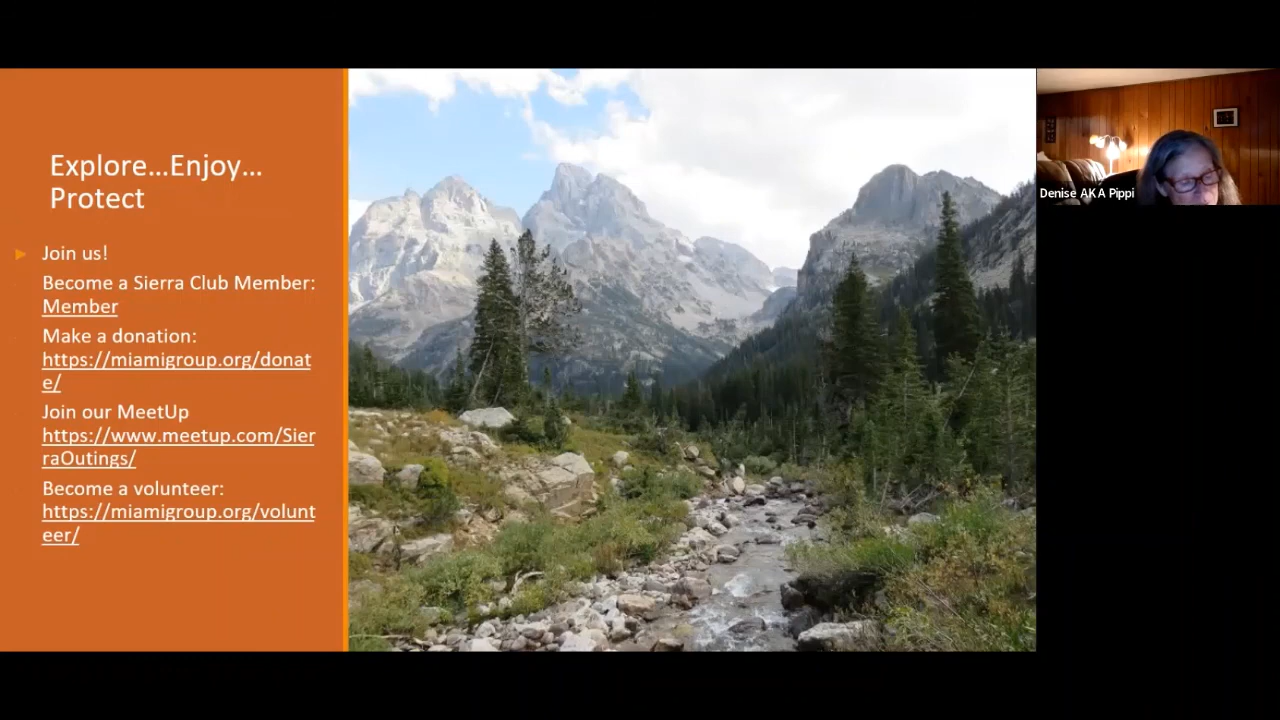 Explore...Enjoy...
Protect
Join us!
Become a Sierra Club Member:
Member
Make a donation:
https://miamigroup.org/donat
e/
Join our MeetUp
https://www.meetup.com/Sier
raOutings/
Become a volunteer:
https://miamigroup.org/volunt
eer/
Denise AKA Pippi